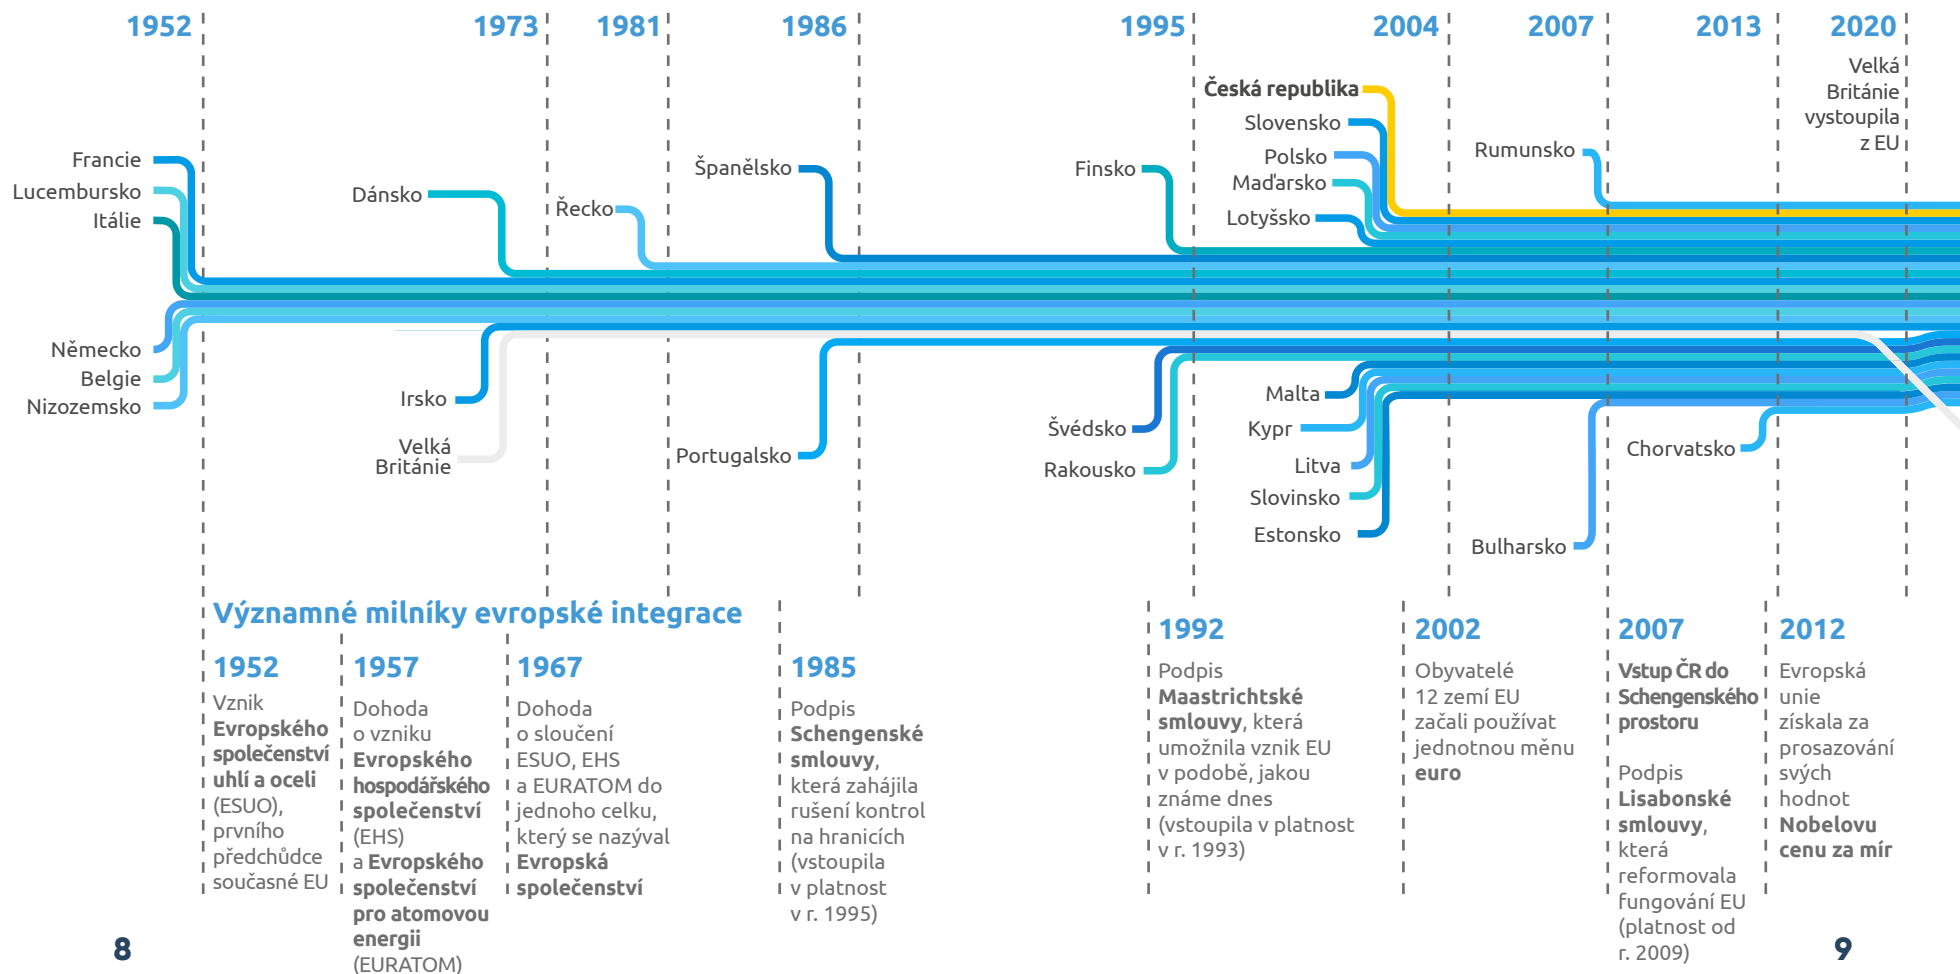 1952
1973
1981
1986
1995
2004
2007
2013
2020
Velká
Británie
vystoupila
z EU
Francie
Lucembursko
Itálie
Německo
Belgie
Nizozemsko
Dánsko
Irsko
Velká
Británie
Řecko
Španělsko
Portugalsko
Finsko
Švédsko
Rakousko
Česká republika
Slovensko
Polsko
Maďarsko
Lotyšsko
Malta
Kypr
Litva
Slovinsko
Estonsko
Rumunsko
Bulharsko
Chorvatsko
Významné milníky evropské integrace
1952
Vznik
Evropského
společenství
uhlí a oceli
(ESUO),
prvního
předchůdce
současné EU
1957
Dohoda
o vzniku
Evropského
hospodářského
společenství
(EHS)
a Evropského
společenství
pro atomovou
energii
(EURATOM)
1967
Dohoda
o sloučení
ESUO, EHS
a EURATOM do
jednoho celku,
který se nazýval
Evropská
společenství
1985
Podpis
Schengenské
smlouvy,
která zahájila
rušení kontrol
na hranicích
(vstoupila
v platnost
v r. 1995)
1992
Podpis
Maastrichtské
smlouvy, která
umožnila vznik EU
v podobě, jakou
známe dnes
(vstoupila v platnost
v r. 1993)
2002
Obyvatelé
12 zemí EU
začali používat
jednotnou měnu
euro
2007
Vstup ČR do
Schengenského
prostoru
Podpis
Lisabonské
smlouvy,
která
reformovala
fungování EU
(platnost od
r. 2009)
2012
Evropská
unie
získala za
prosazování
svých
hodnot
Nobelovu
cenu za mír
8
9